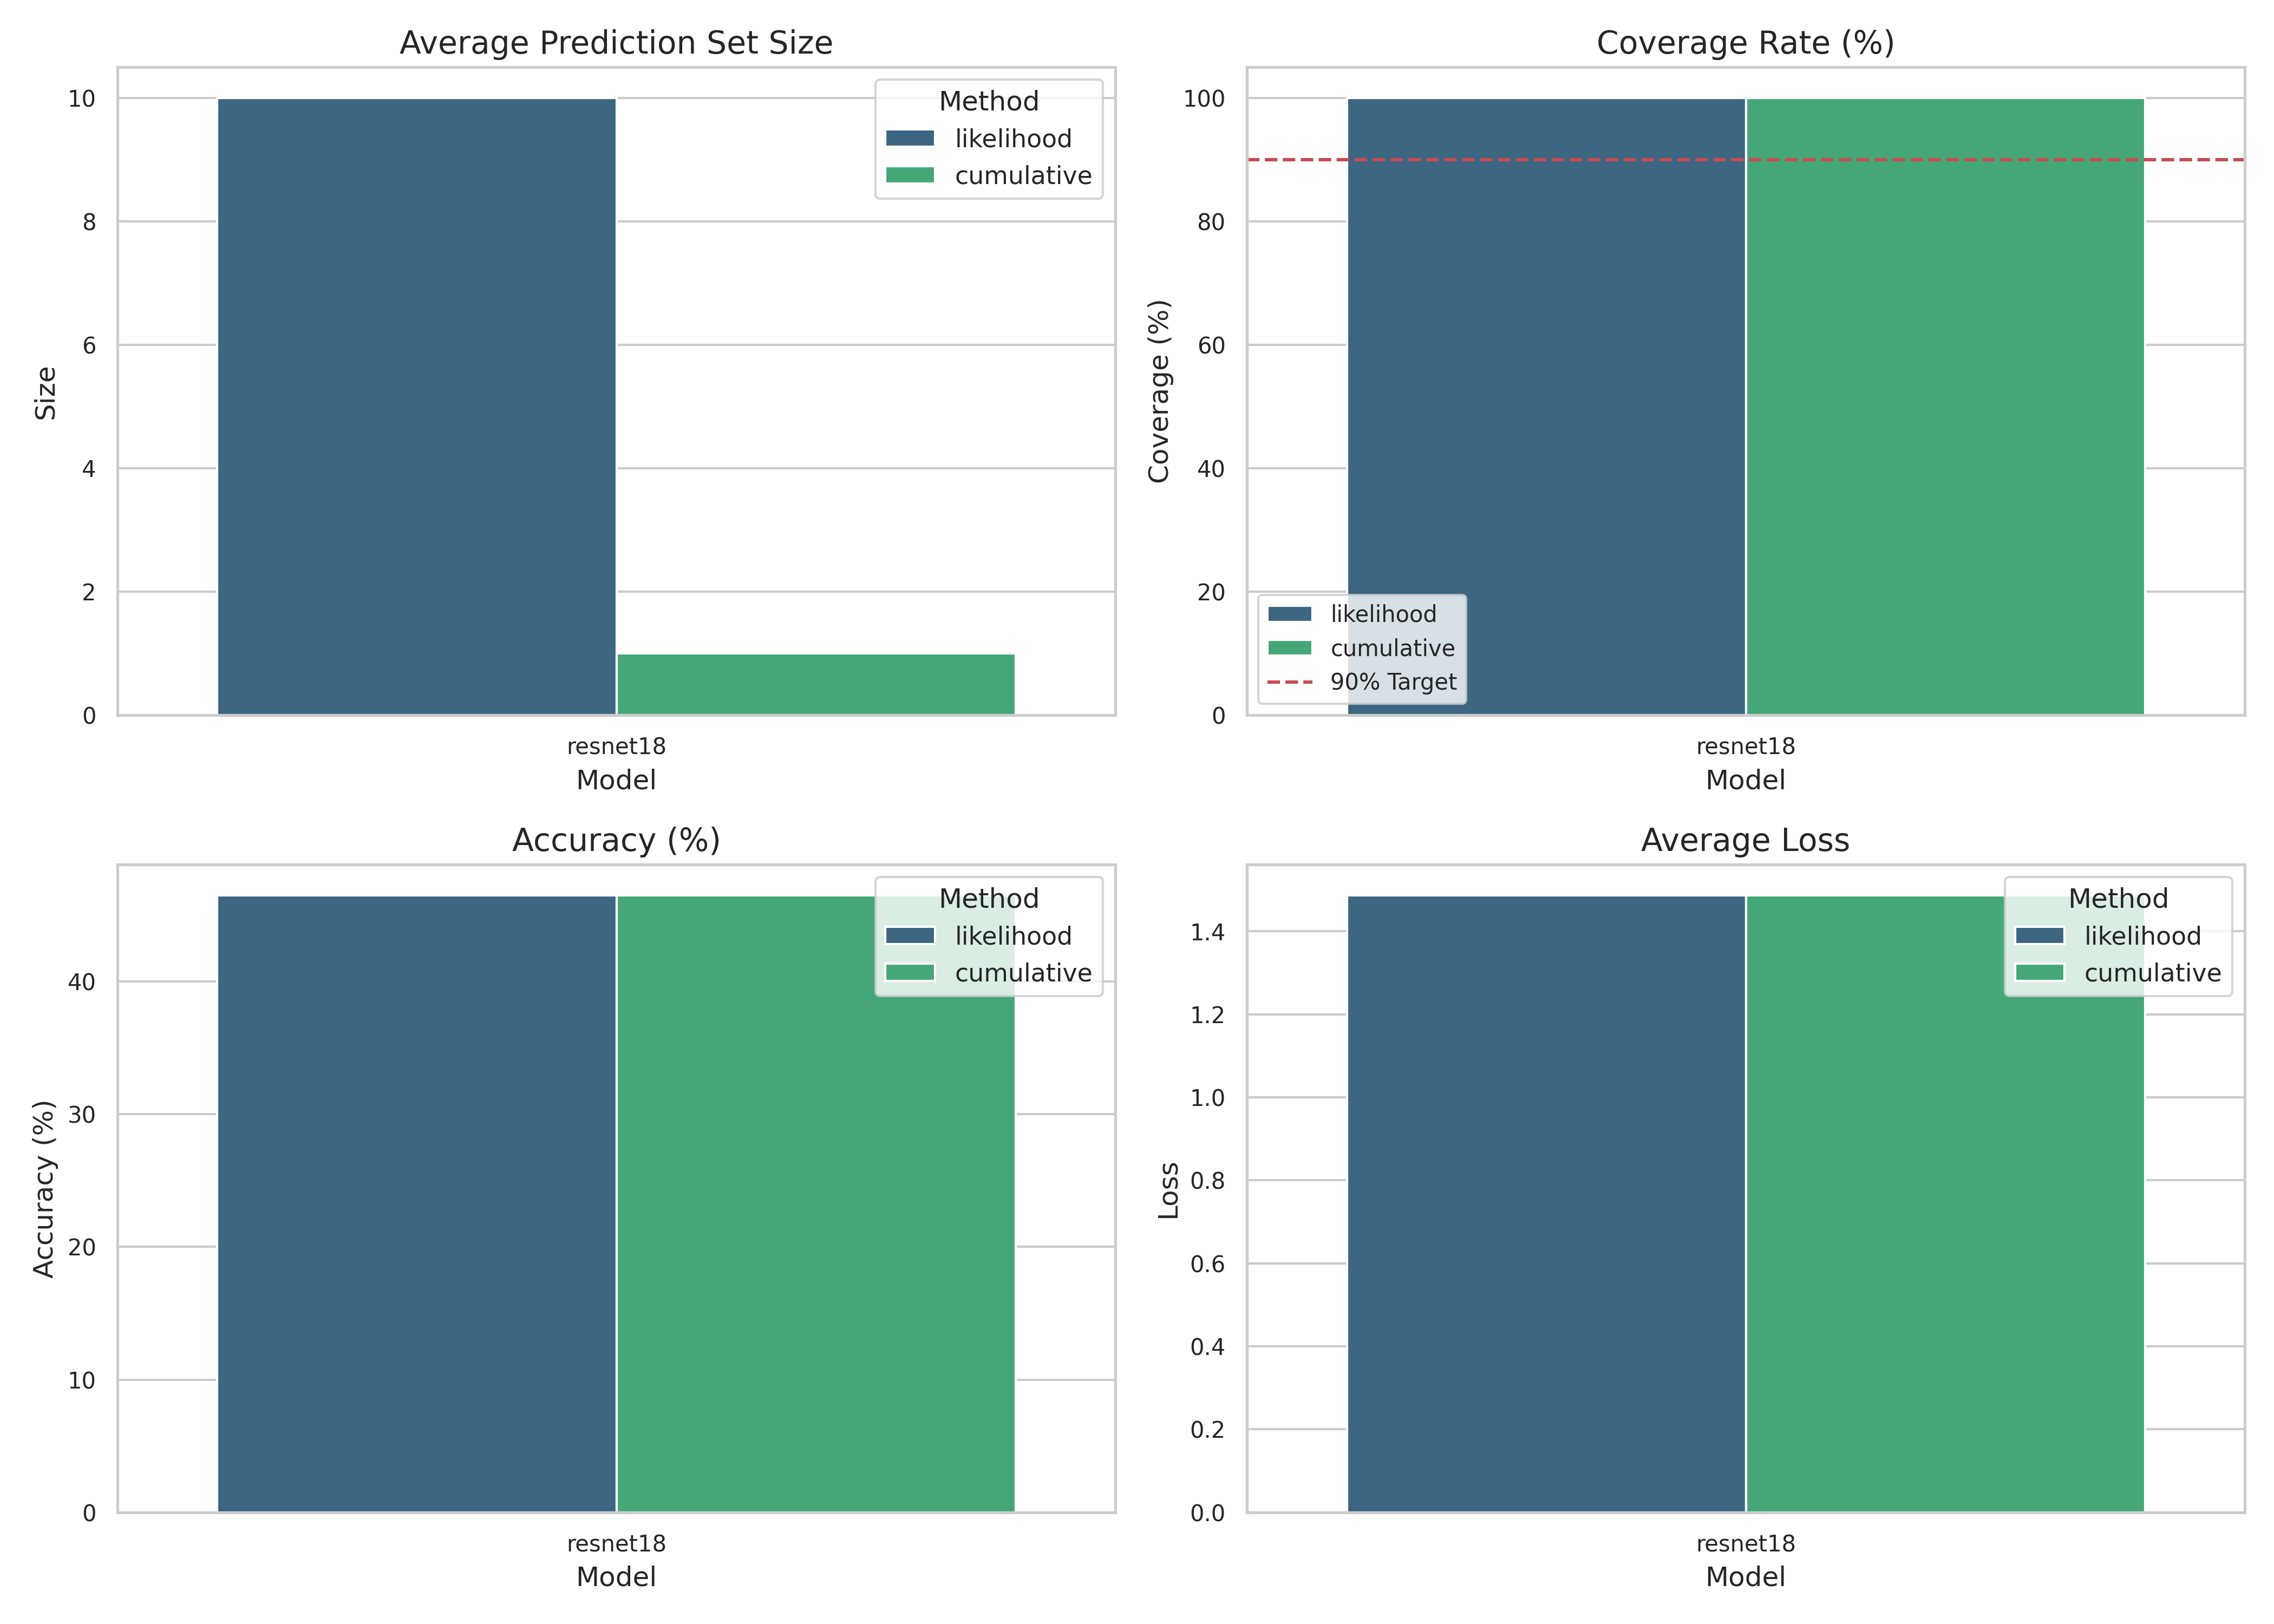 Average Prediction Set Size
10
8
6
4
2
0
Size
Method
likelihood
cumulative
resnet18
Model
Coverage Rate (%)
100
80
60
40
20
0
Coverage (%)
likelihood
cumulative
90% Target
resnet18
Model
Accuracy (%)
40
30
20
10
0
Accuracy (%)
Method
likelihood
cumulative
resnet18
Model
Average Loss
1.4
1.2
1.0
0.8
0.6
0.4
0.2
0.0
Loss
Method
likelihood
cumulative
resnet18
Model